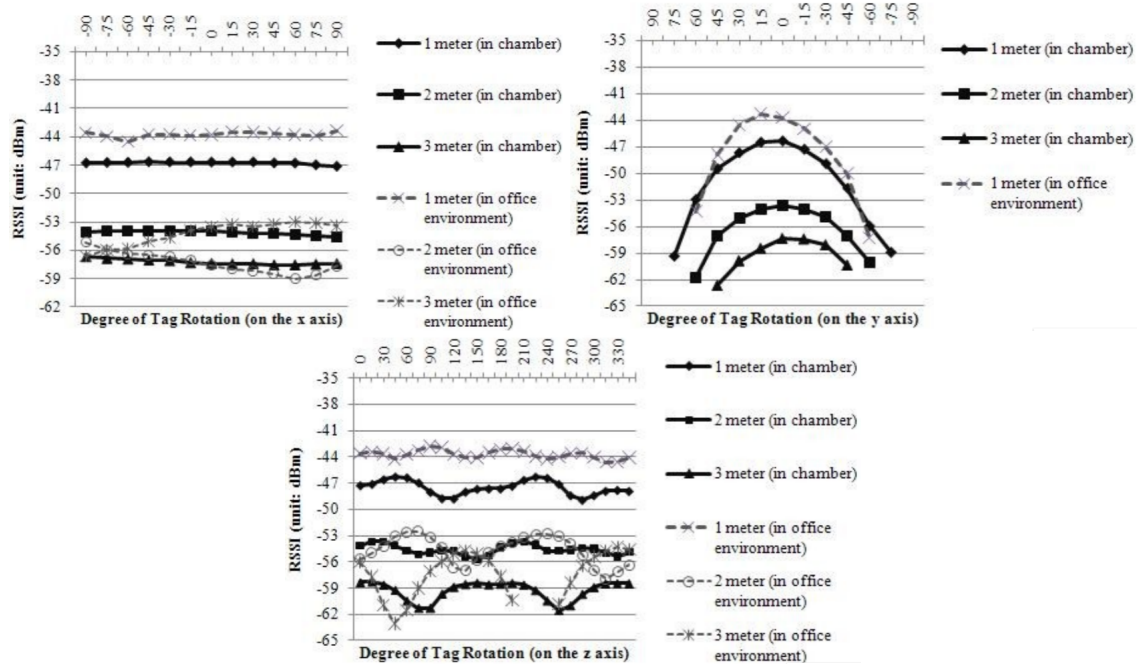 -90 -75 -60 -45 -30 -15 0 15 30 45 60 75 90
-35
-38
-41
-44
-47
-50
-53
-56
-59
-62
RSSI (unit: dBm)
Degree of Tag Rotation (on the x axis)
1 meter (in chamber)
2 meter (in chamber)
3 meter (in chamber)
1 meter (in office
environment)
2 meter (in office
environment)
3 meter (in office
environment)
90 75 60 45 30 15 0 -15 -30 -45 -60 -75 -90
-35
-38
-41
-44
-47
-50
-53
-56
-59
-62
-65
RSSI (unit: dBm)
Degree of Tag Rotation (on the y axis)
1 meter (in chamber)
2 meter (in chamber)
3 meter (in chamber)
1 meter (in office
environment)
0 30 60 90 120 150 180 210 240 270 300 330
-35
-38
-41
-44
-47
-50
-53
-56
-59
-62
-65
RSSI (unit: dBm)
Degree of Tag Rotation (on the z axis)
1 meter (in chamber)
2 meter (in chamber)
3 meter (in chamber)
1 meter (in office
environment)
2 meter (in office
environment)
3 meter (in office
environment)